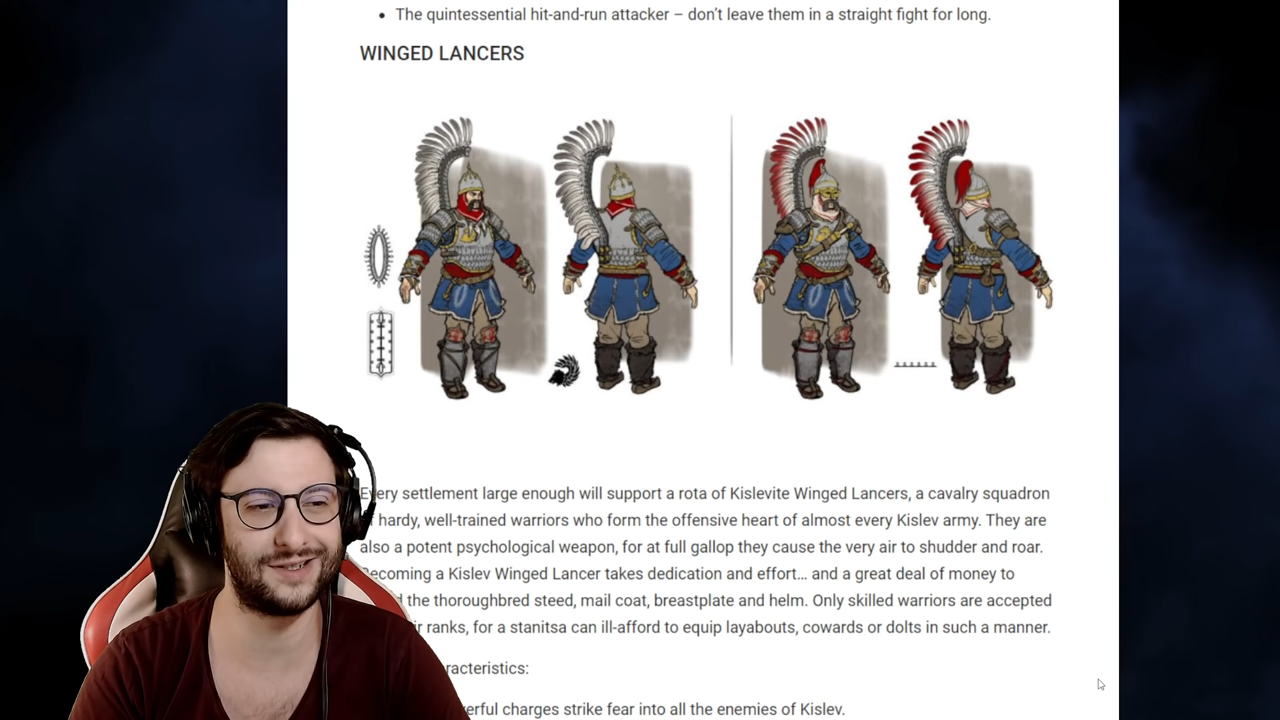 • The quintessential hit-and-run attacker – don’t leave them in a straight fight for long.
WINGED LANCERS
Every settlement large enough will support a rota of Kislevite Winged Lancers, a cavalry squadron
hardy, well-trained warriors who form the offensive heart of almost every Kislev army. They are
also a potent psychological weapon, for at full gallop they cause the very air to shudder and roar.
Becoming a Kislev Winged Lancer takes dedication and effort… and a great deal of money to
the thoroughbred steed, mail coat, breastplate and helm. Only skilled warriors are accepted
ranks, for a stanitsa can ill-afford to equip layabouts, cowards or dolts in such a manner.
charges strike fear into all the enemies of Kislev.